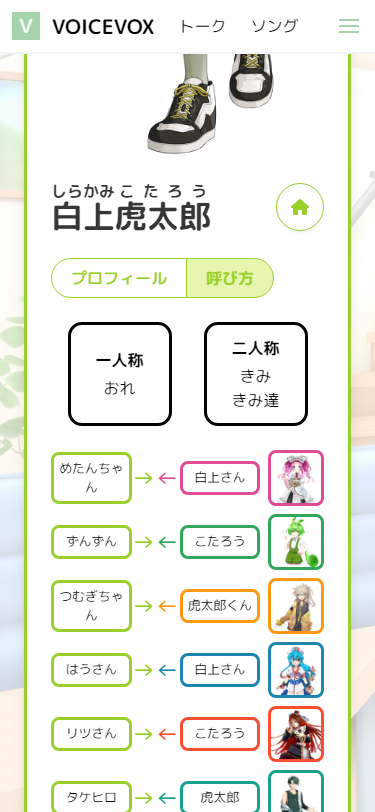 V VOICEVOX トーク ソング
しらかみ こたろう
白上虎太郎
プロフィール 呼び方
一人称
おれ
二人称
きみ
きみ達
めたんちゃん
白上さん
ずんずん
こたろう
つむぎちゃん
虎太郎くん
はうさん
白上さん
リツさん
こたろう
タケヒロ
虎太郎